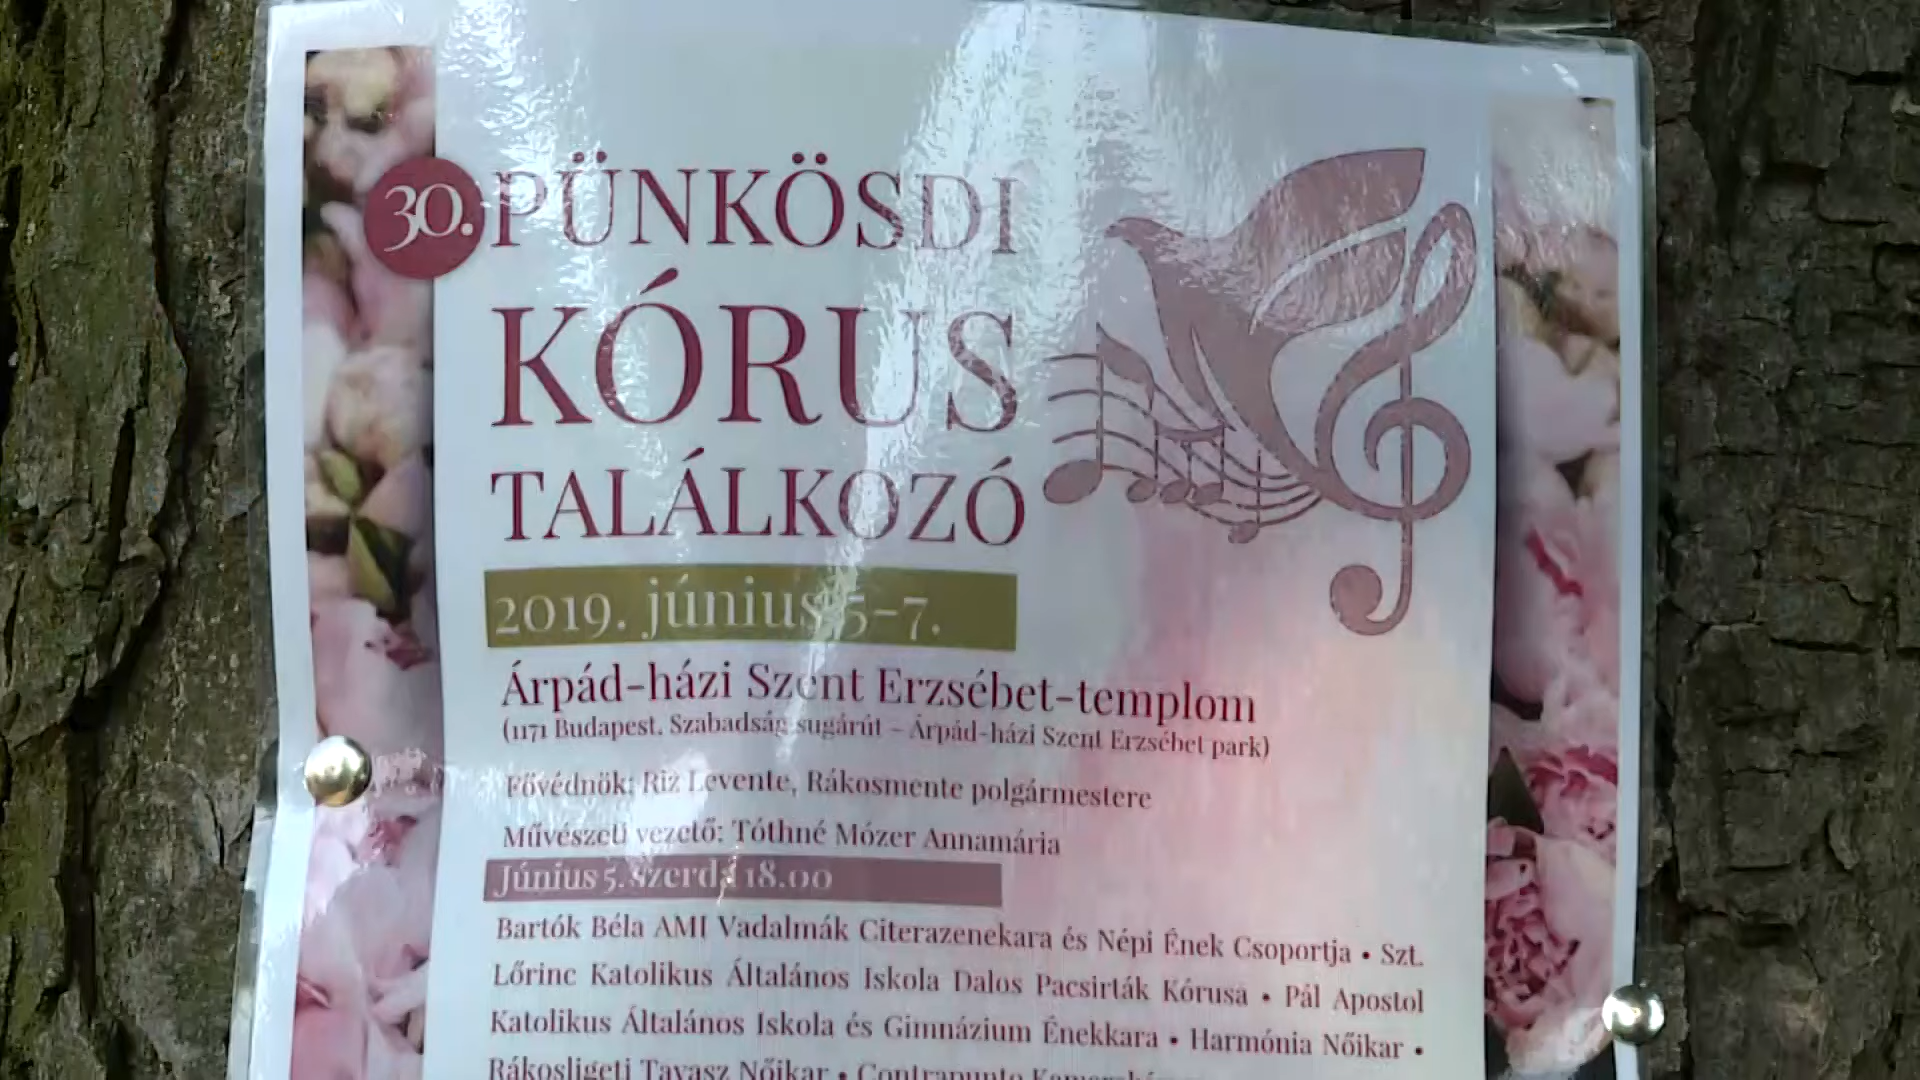 30. PÜNKÖSDI
KÓRUS
TALÁLKOZÓ
2019. június 5-7.
Árpád-házi Szent Erzsébet-templom
(1171 Budapest, Szabadság sugárút – Árpád-házi Szent Erzsébet park)
Fővédnök: Riz Levente, Rákosmente polgármestere
Művészeti vezető: Tóthné Mózer Annamária
Június 5. szerda 18.00
Bartók Béla AMI Vadalmák Citerazenekara és Népi Ének Csoportja • Szt.
Lőrinc Katolikus Általános Iskola Dalos Pacsirták Kórusa • Pál Apostol
Katolikus Általános Iskola és Gimnázium Énekkara • Harmónia Nőikar •
Rákosligeti Tavasz Nőikar • Contrapunto